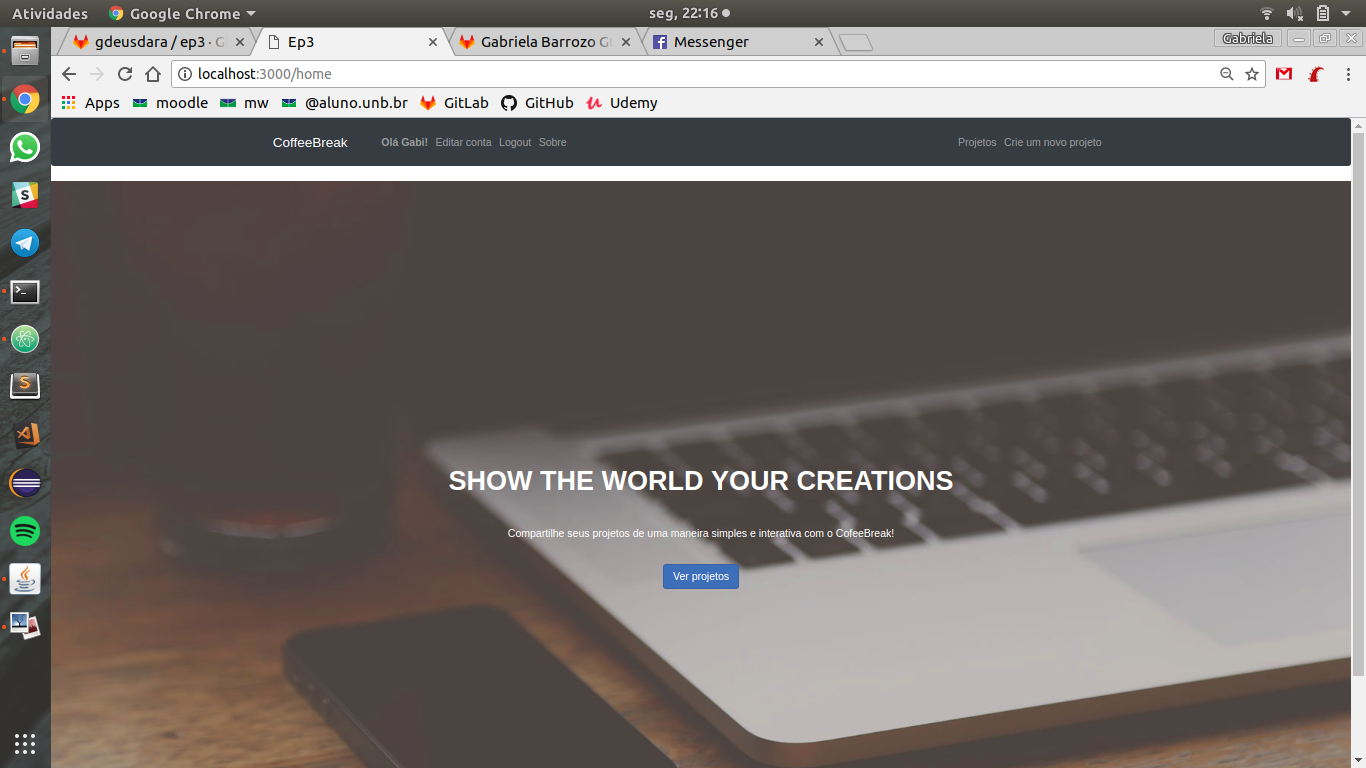 Atividades Google Chrome seg, 22:16
gdeusdara / ep3 · G Ep3 Gabriela Barrozo Gu Messenger Gabriela
localhost:3000/home
Apps moodle mw @aluno.unb.br GitLab GitHub Udemy
CoffeeBreak Olá Gabi! Editar conta Logout Sobre Projetos Crie um novo projeto
SHOW THE WORLD YOUR CREATIONS
Compartilhe seus projetos de uma maneira simples e interativa com o CofeeBreak!
Ver projetos